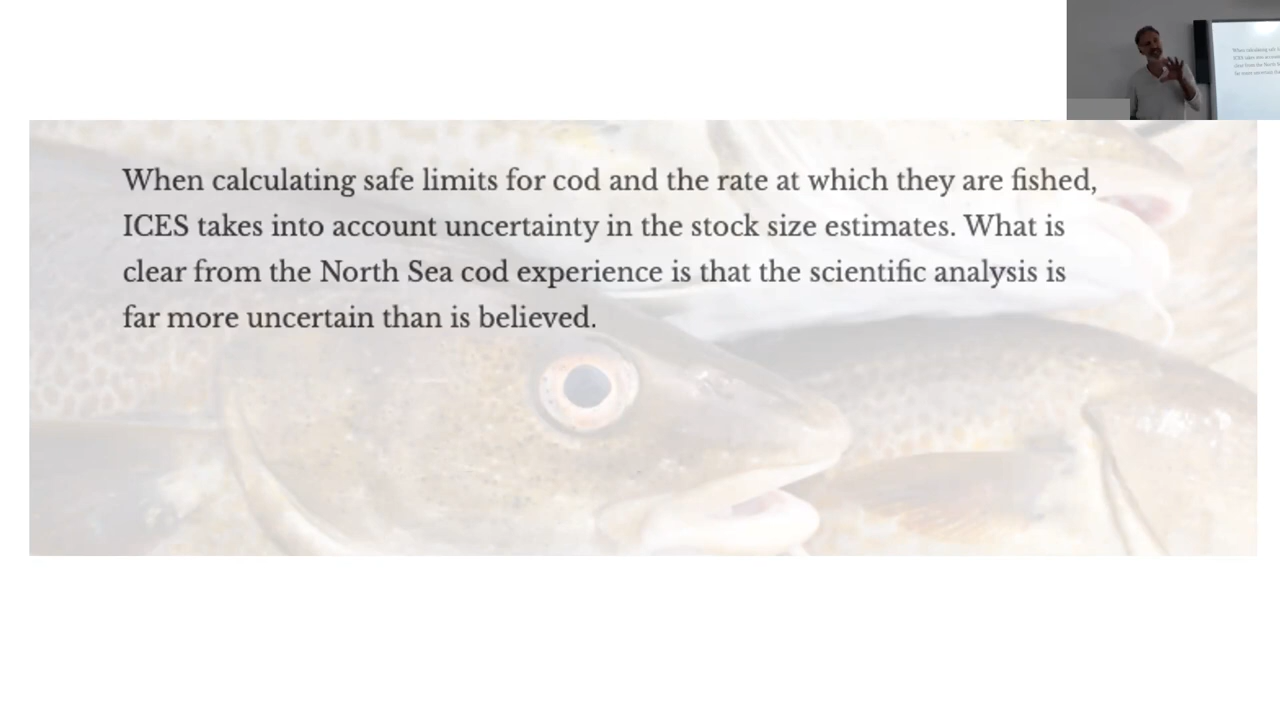 When calculating safe limits for cod and the rate at which they are fished,
ICES takes into account uncertainty in the stock size estimates. What is
clear from the North Sea cod experience is that the scientific analysis is
far more uncertain than is believed.